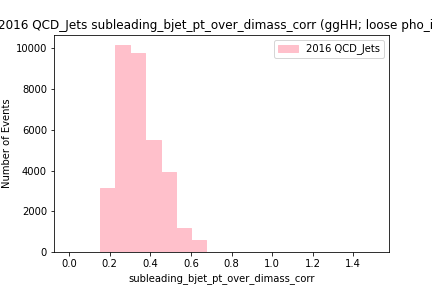 2016 QCD_Jets subleading_bjet_pt_over_dimass_corr (ggHH; loose pho_i
2016 QCD_Jets
Number of Events
10000
8000
6000
4000
2000
0
0.0 0.2 0.4 0.6 0.8 1.0 1.2 1.4
subleading_bjet_pt_over_dimass_corr